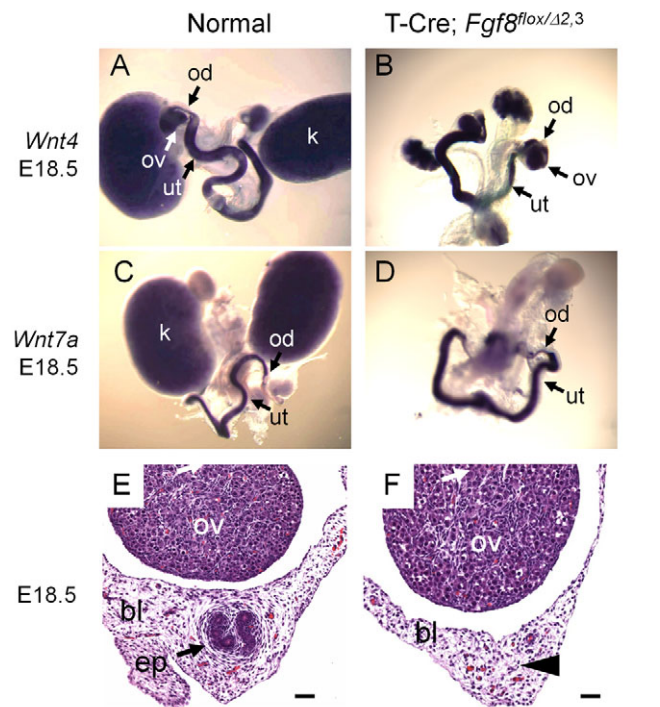 Normal
T-Cre; Fgf8flox/Δ2,3
Wnt4
E18.5
A
od
ov
ut
k
B
od
ov
ut
Wnt7a
E18.5
C
k
od
ut
D
od
ut
E18.5
E
ov
bl
ep
F
ov
bl